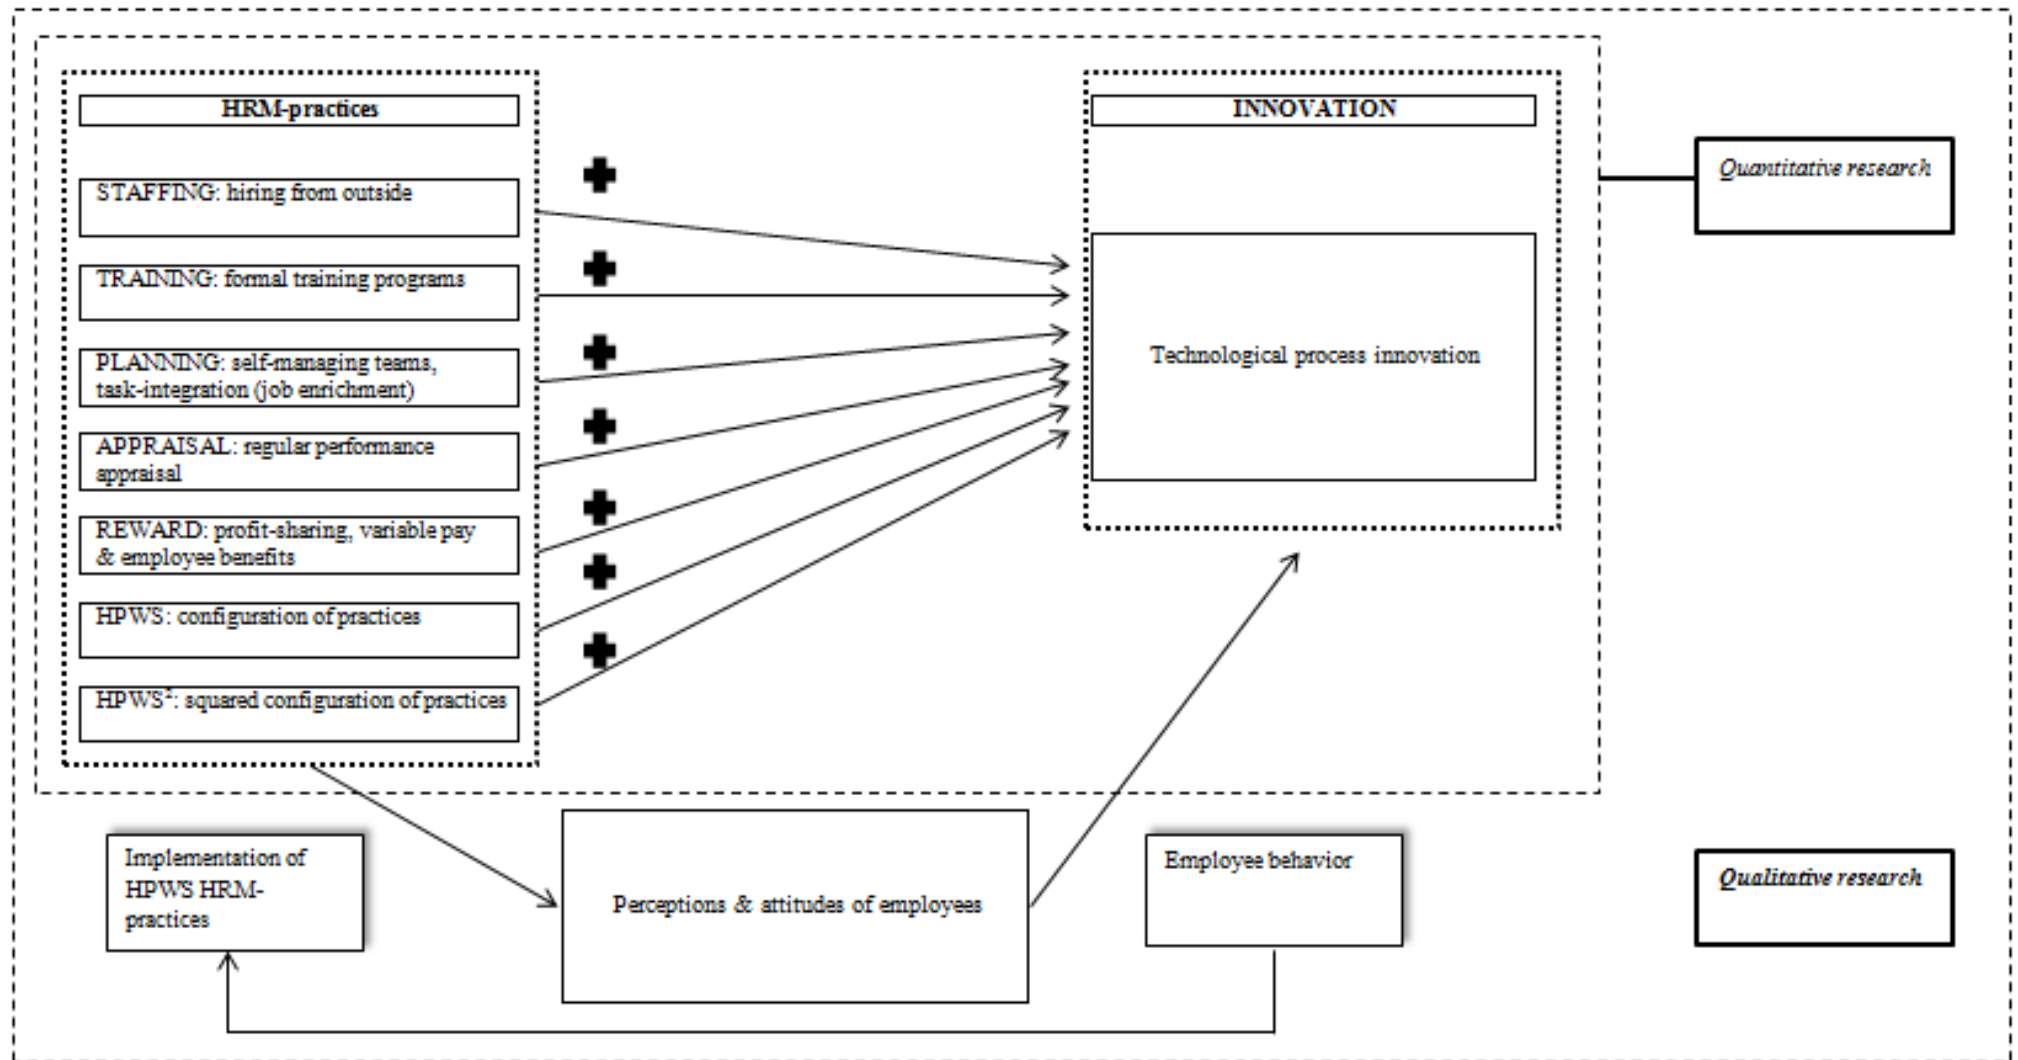 HRM-practices
STAFFING: hiring from outside
TRAINING: formal training programs
PLANNING: self-managing teams,
task-integration (job enrichment)
APPRAISAL: regular performance
appraisal
REWARD: profit-sharing, variable pay
& employee benefits
HPWS: configuration of practices
HPWS²: squared configuration of practices
INNOVATION
Technological process innovation
Quantitative research
Implementation of
HPWS HRM-
practices
Perceptions & attitudes of employees
Employee behavior
Qualitative research